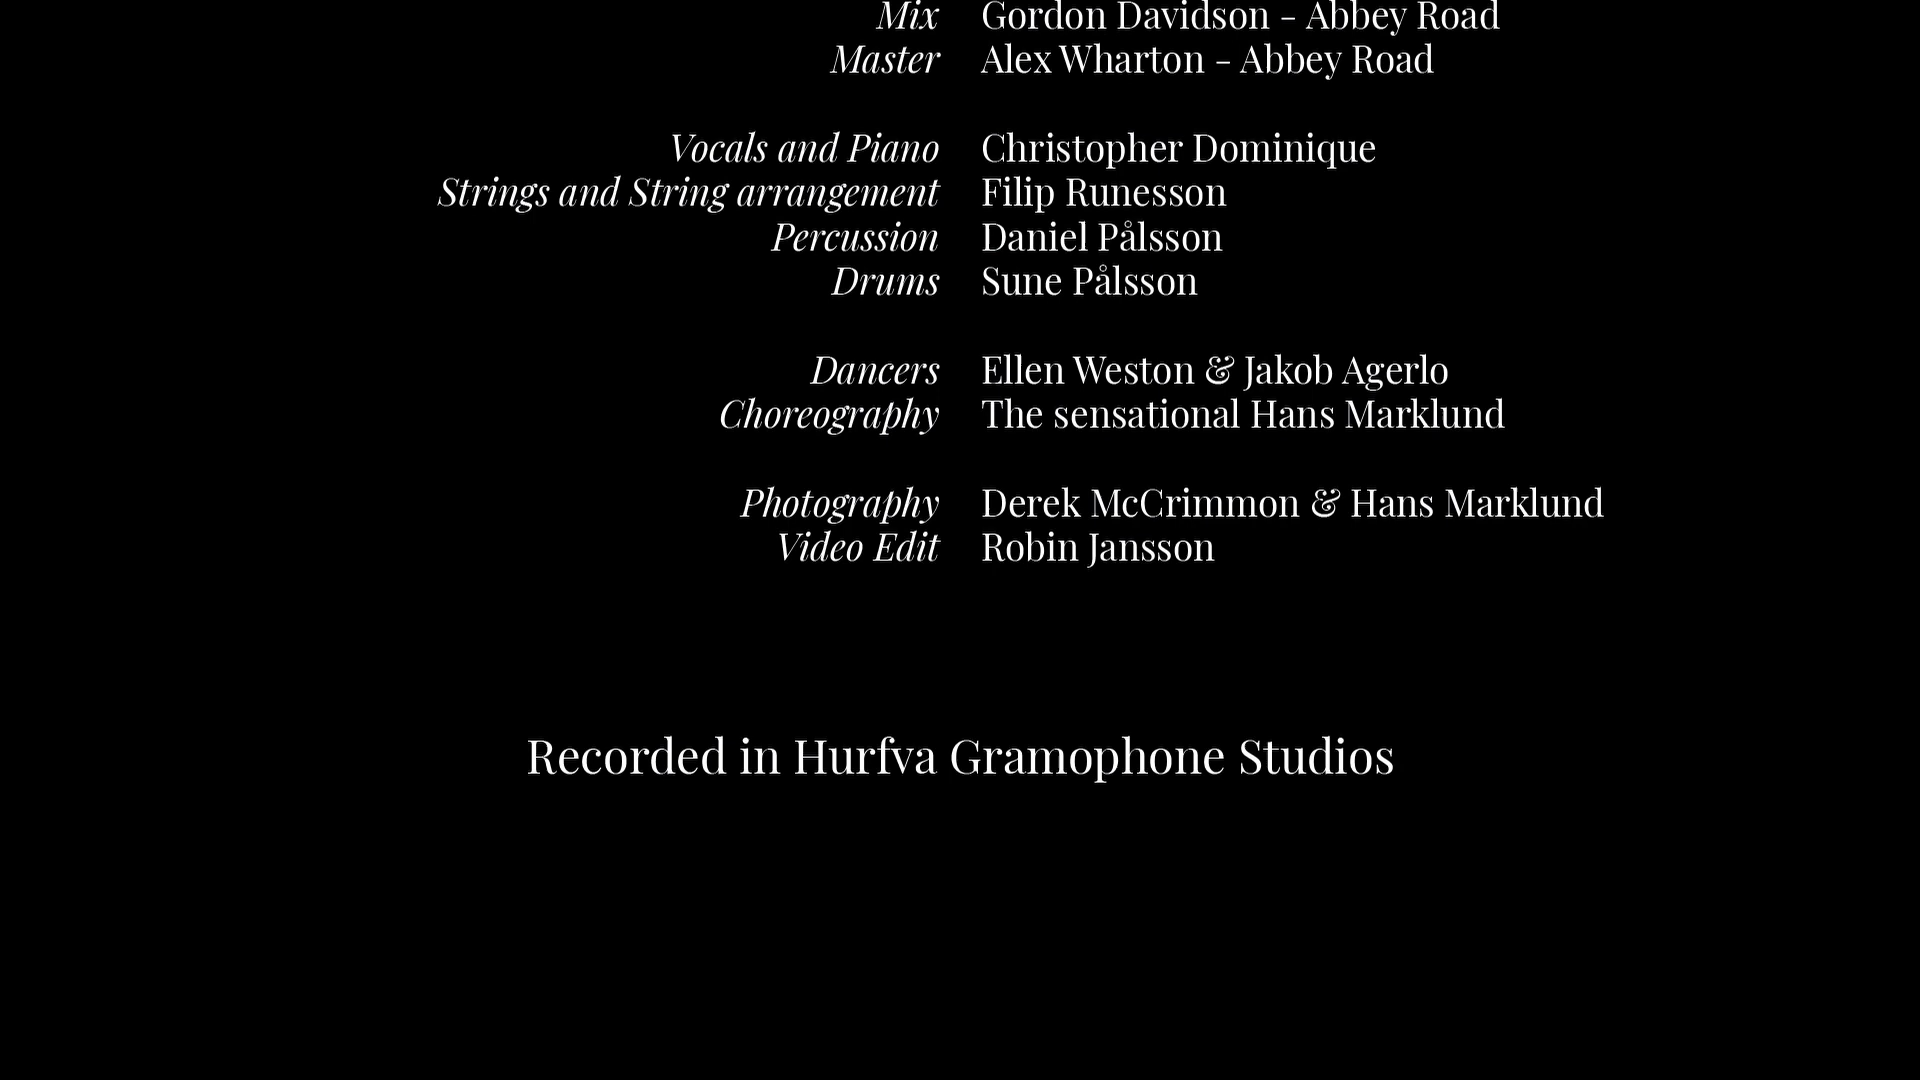 Mix Gordon Davidson - Abbey Road
Master Alex Wharton - Abbey Road
Vocals and Piano Christopher Dominique
Strings and String arrangement Filip Runesson
Percussion Daniel Pålsson
Drums Sune Pålsson
Dancers Ellen Weston & Jakob Agerlo
Choreography The sensational Hans Marklund
Photography Derek McCrimmon & Hans Marklund
Video Edit Robin Jansson
Recorded in Hurfva Gramophone Studios